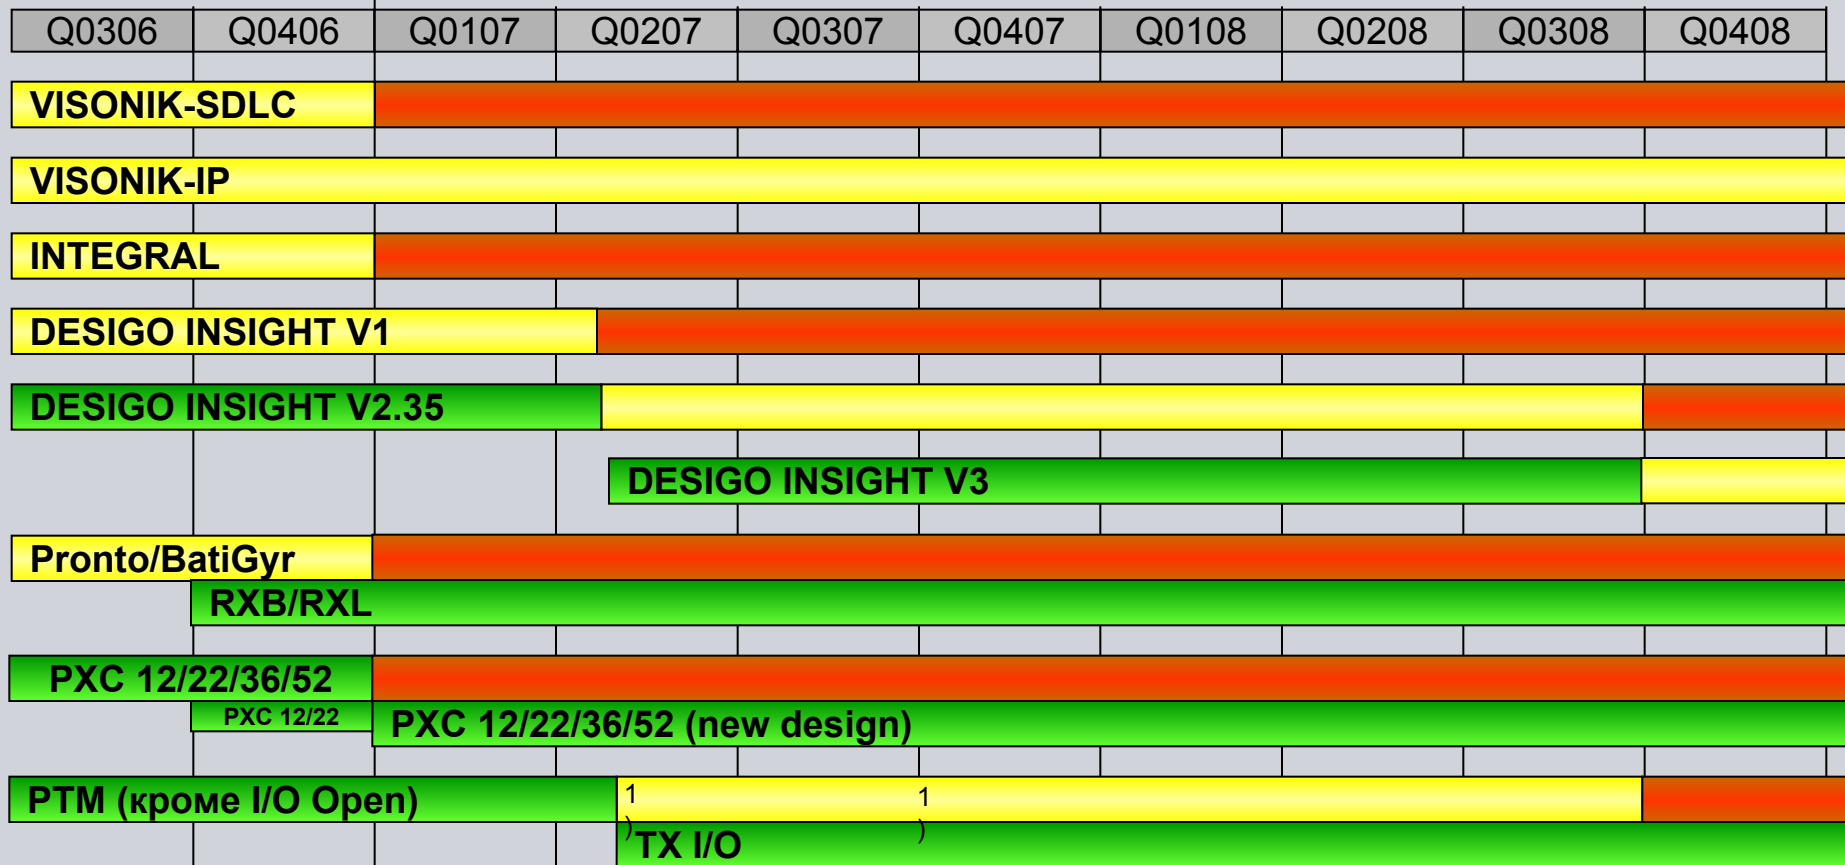 Q0306 Q0406 Q0107 Q0207 Q0307 Q0407 Q0108 Q0208 Q0308 Q0408
VISONIK-SDLC
VISONIK-IP
INTEGRAL
DESIGO INSIGHT V1
DESIGO INSIGHT V2.35
DESIGO INSIGHT V3
Pronto/BatiGyr
RXB/RXL
PXC 12/22/36/52
PXC 12/22 PXC 12/22/36/52 (new design)
PTM (кроме I/O Open) 1 1
) )
TX I/O